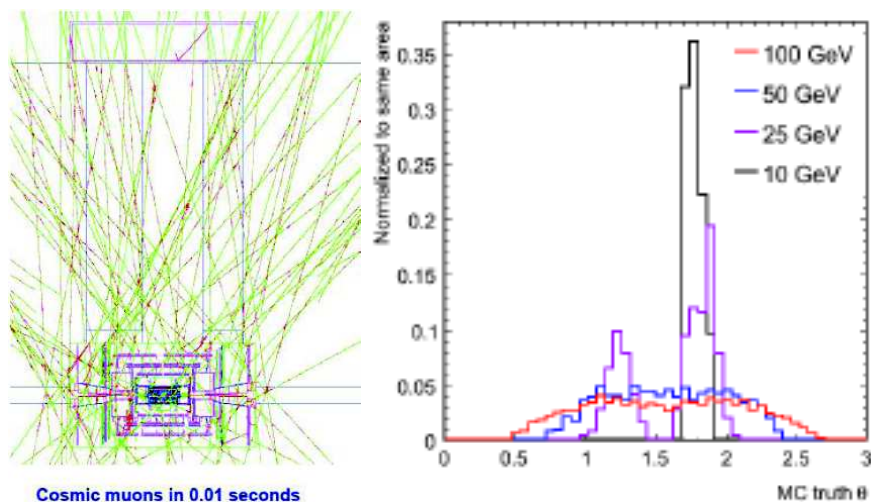 Cosmic muons in 0.01 seconds
Normalized to same area
0.35
0.3
0.25
0.2
0.15
0.1
0.05
0
100 GeV
50 GeV
25 GeV
10 GeV
0 0.5 1 1.5 2 2.5 3
MC truth θ